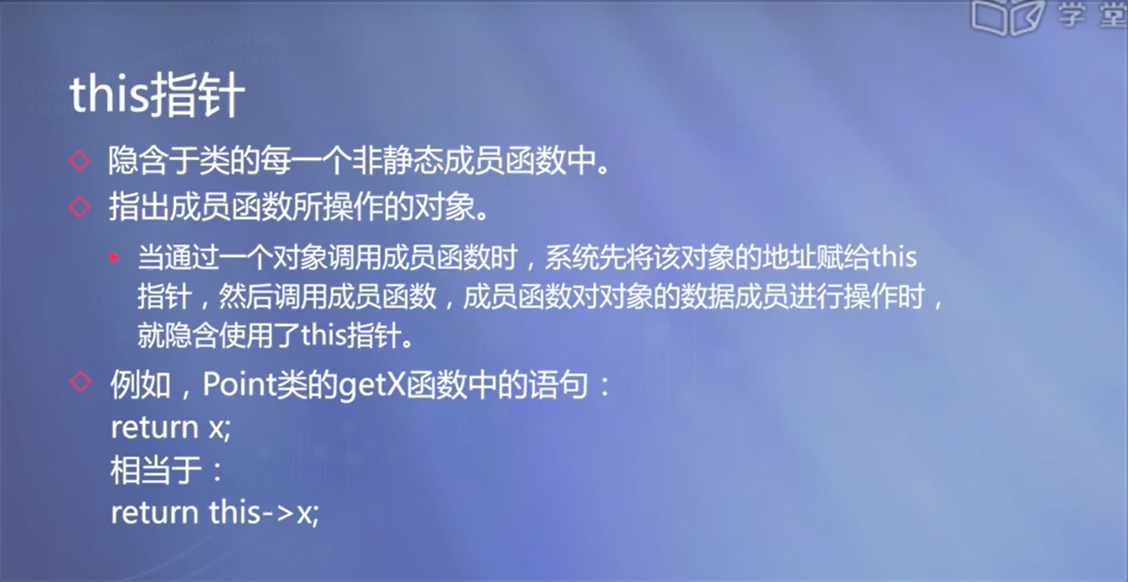 学堂
this指针
隐含于类的每一个非静态成员函数中。
指出成员函数所操作的对象。
当通过一个对象调用成员函数时，系统先将该对象的地址赋给this
指针，然后调用成员函数，成员函数对对象的数据成员进行操作时，
就隐含使用了this指针。
例如，Point类的getX函数中的语句：
return x;
相当于：
return this->x;